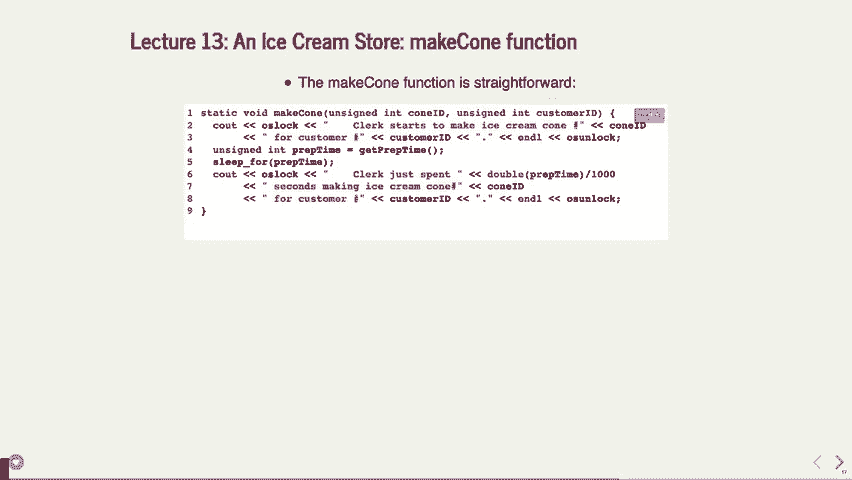 Lecture 13: An Ice Cream Store: makeCone function
• The makeCone function is straightforward:
1 static void makeCone(unsigned int coneID, unsigned int customerID) {
2 cout << oslock << "    Clerk starts to make ice cream cone #" << coneID
3 << " for customer #" << customerID << "." << endl << osunlock;
4 unsigned int prepTime = getPrepTime();
5 sleep_for(prepTime);
6 cout << oslock << "    Clerk just spent " << double(prepTime)/1000
7 << " seconds making ice cream cone#" << coneID
8 << " for customer #" << customerID << "." << endl << osunlock;
9 }